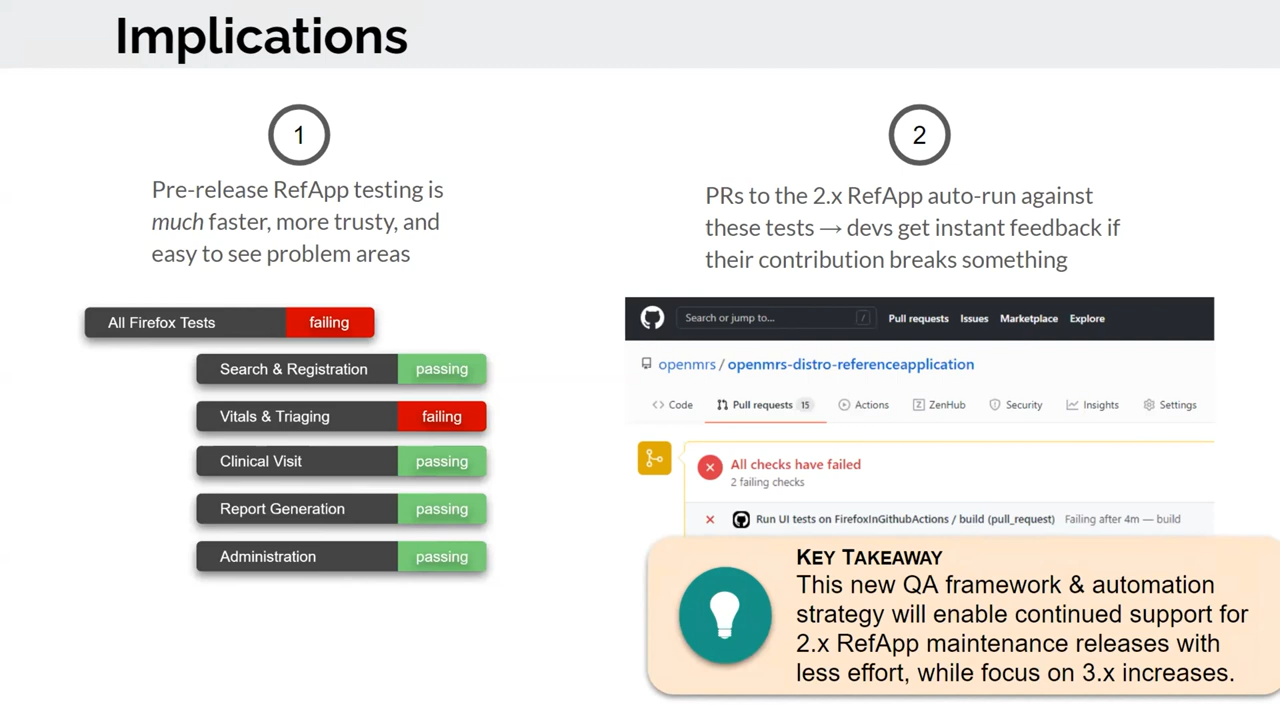 Implications
1
Pre-release RefApp testing is
much faster, more trusty, and
easy to see problem areas
All Firefox Tests failing
Search & Registration passing
Vitals & Triaging failing
Clinical Visit passing
Report Generation passing
Administration passing
2
PRs to the 2.x RefApp auto-run against
these tests → devs get instant feedback if
their contribution breaks something
Search or jump to... / Pull requests Issues Marketplace Explore
openmrs / openmrs-distro-referenceapplication
Code Pull requests 15 Actions ZenHub Security Insights Settings
All checks have failed
2 failing checks
Run UI tests on FirefoxInGithubActions / build (pull_request) Failing after 4m — build
KEY TAKEAWAY
This new QA framework & automation
strategy will enable continued support for
2.x RefApp maintenance releases with
less effort, while focus on 3.x increases.